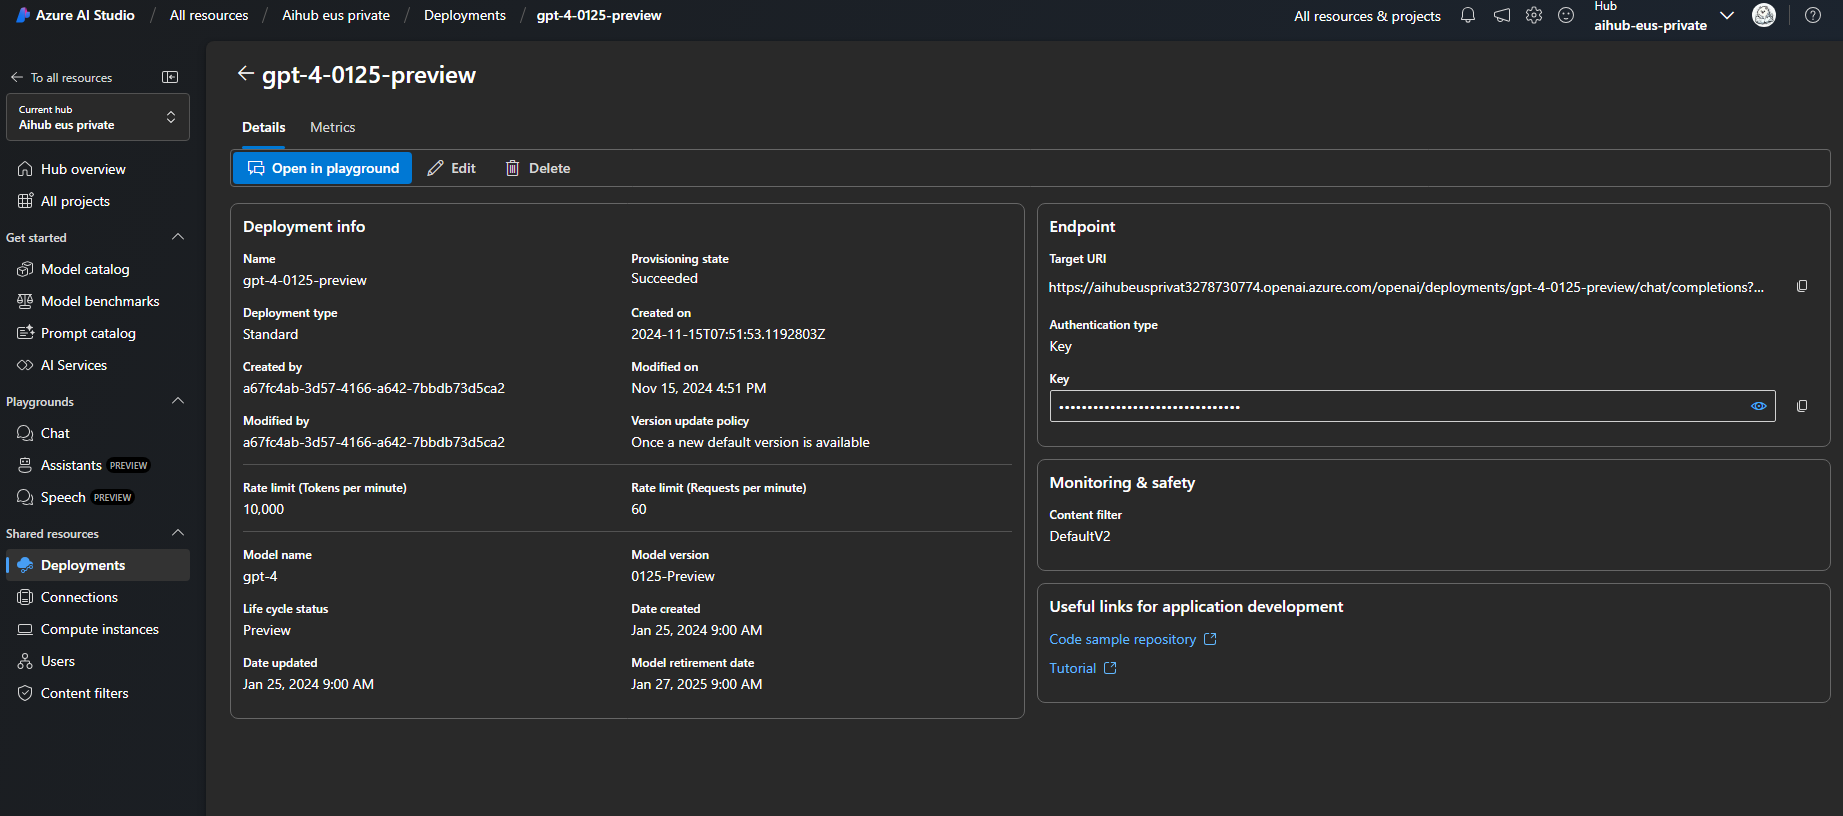 Azure AI Studio / All resources / Aihub eus private / Deployments / gpt-4-0125-preview
All resources & projects
Hub
aihub-eus-private
To all resources
Current hub
Aihub eus private
Hub overview
All projects
Get started
Model catalog
Model benchmarks
Prompt catalog
AI Services
Playgrounds
Chat
Assistants PREVIEW
Speech PREVIEW
Shared resources
Deployments
Connections
Compute instances
Users
Content filters
gpt-4-0125-preview
Details Metrics
Open in playground Edit Delete
Deployment info
Name Provisioning state
gpt-4-0125-preview Succeeded
Deployment type Created on
Standard 2024-11-15T07:51:53.1192803Z
Created by Modified on
a67fc4ab-3d57-4166-a642-7bbdb73d5ca2 Nov 15, 2024 4:51 PM
Modified by Version update policy
a67fc4ab-3d57-4166-a642-7bbdb73d5ca2 Once a new default version is available
Rate limit (Tokens per minute) Rate limit (Requests per minute)
10,000 60
Model name Model version
gpt-4 0125-Preview
Life cycle status Date created
Preview Jan 25, 2024 9:00 AM
Date updated Model retirement date
Jan 25, 2024 9:00 AM Jan 27, 2025 9:00 AM
Endpoint
Target URI
https://aihubeusprivat3278730774.openai.azure.com/openai/deployments/gpt-4-0125-preview/chat/completions?...
Authentication type
Key
Key
••••••••••••••••••••••••••••••••
Monitoring & safety
Content filter
DefaultV2
Useful links for application development
Code sample repository
Tutorial